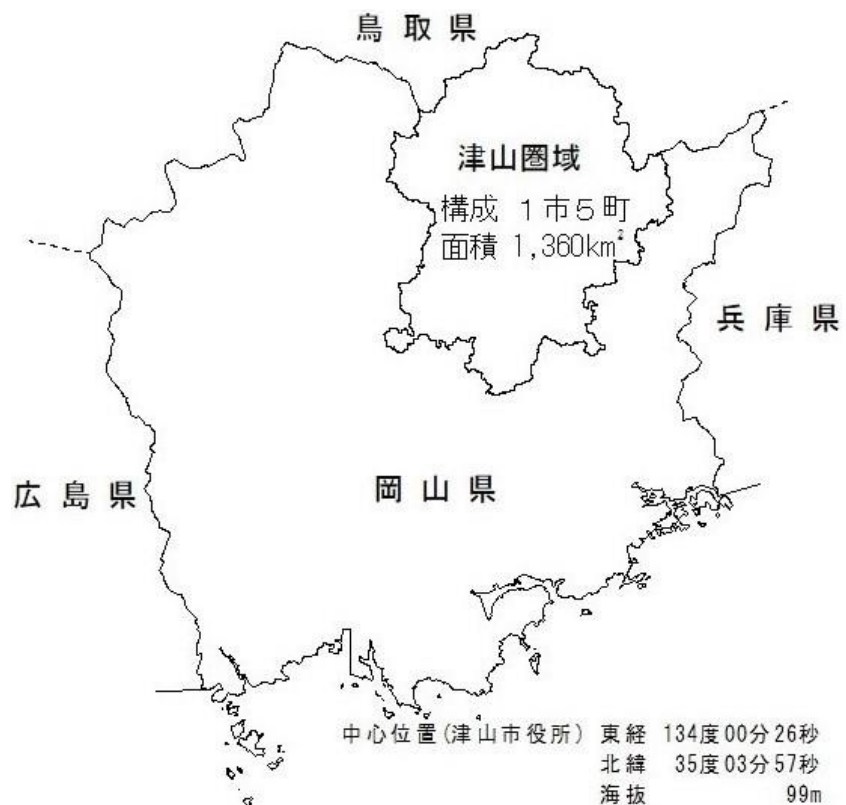 鳥取県
津山圏域
構成 1市5町
面積 1,360km²
兵庫県
広島県
岡山県
中心位置(津山市役所) 東経 134度00分26秒
北緯 35度03分57秒
海抜 99m